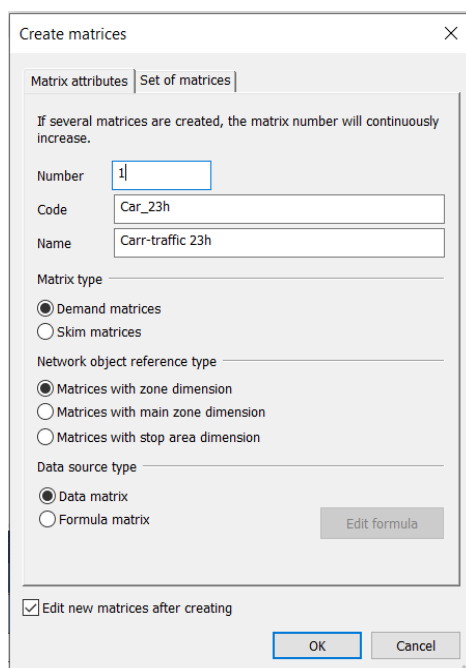 Create matrices
Matrix attributes
Set of matrices
If several matrices are created, the matrix number will continuously
increase.
Number 1
Code Car_23h
Name Carr-traffic 23h
Matrix type
Demand matrices
Skim matrices
Network object reference type
Matrices with zone dimension
Matrices with main zone dimension
Matrices with stop area dimension
Data source type
Data matrix
Formula matrix
Edit formula
Edit new matrices after creating
OK Cancel